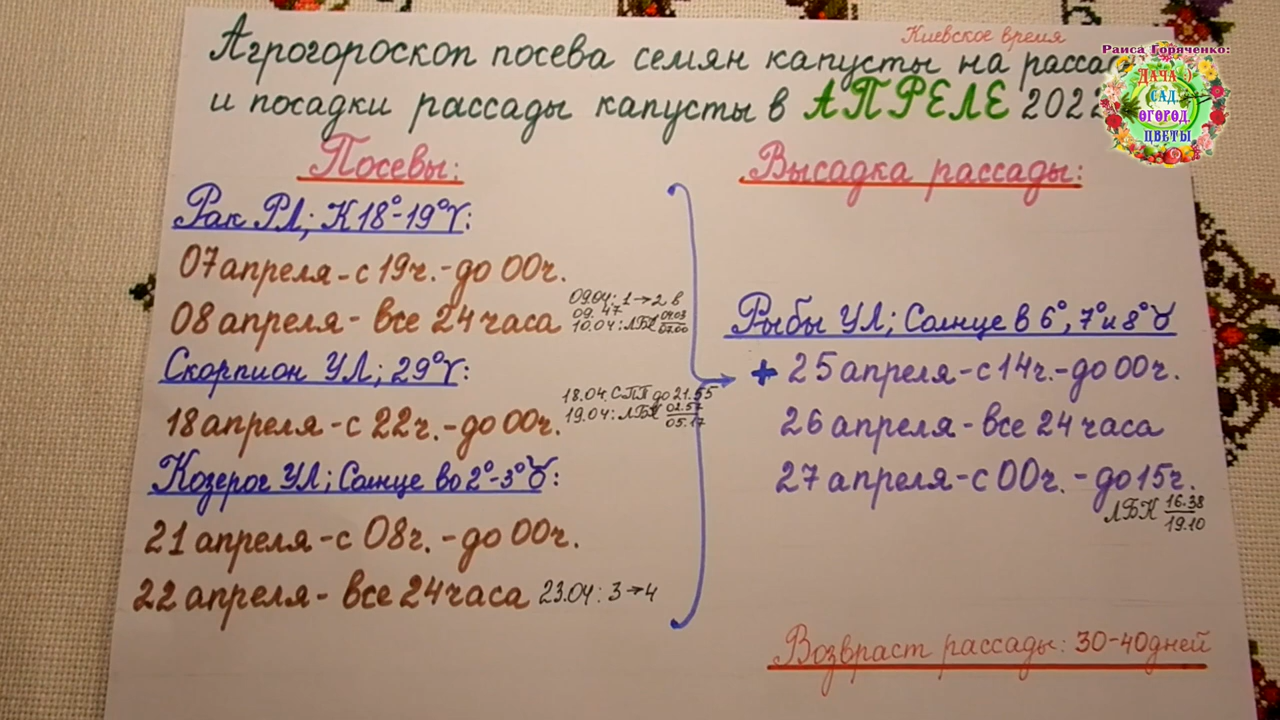 Киевское время
Агрогороскоп посева семян капусты на
и посадки рассады капусты в АПРЕЛЕ 2022
Раиса Горяченко:
Дача :)
САД,
ОГОРОД,
ЦВЕТЫ
Посевы:
Рак РЛ; К 18°-19°♈:
07 апреля - с 19ч. - до 00ч.
08 апреля - все 24 часа
09.04: 1→2 в
09.47
10.04: ЛБК 04.03
07.00
Скорпион УЛ; 29°♈:
18 апреля - с 22ч. - до 00ч.
18.04. СПП до 21.55
19.04: ЛБК 02.57
05.17
Козерог УЛ; Солнце во 2°-3°♉:
21 апреля - с 08ч. - до 00ч.
22 апреля - все 24 часа
23.04: 3→4
Высадка рассады:
Рыбы УЛ; Солнце в 6°, 7° и 8°♉
+ 25 апреля - с 14ч. - до 00ч.
26 апреля - все 24 часа
27 апреля - с 00ч. - до 15ч.
ЛБК 16.38
19.10
Возвраст рассады: 30-40 дней